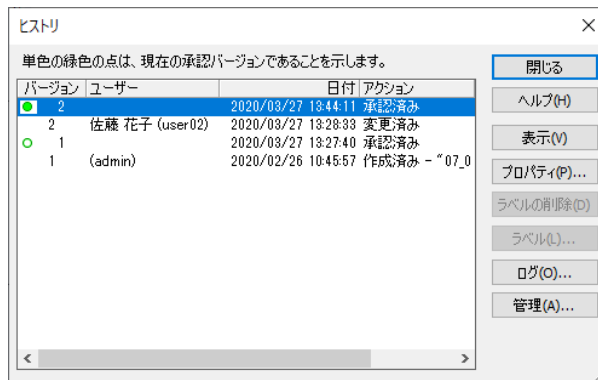 ヒストリ
単色の緑色の点は、現在の承認バージョンであることを示します。
バージョン ユーザー 日付 アクション
2 2020/03/27 13:44:11 承認済み
2 佐藤 花子 (user02) 2020/03/27 13:28:33 変更済み
1 2020/03/27 13:27:40 承認済み
1 (admin) 2020/02/26 10:45:57 作成済み - "07_0
閉じる
ヘルプ(H)
表示(V)
プロパティ(P)...
ラベルの削除(D)
ラベル(L)...
ログ(O)...
管理(A)...